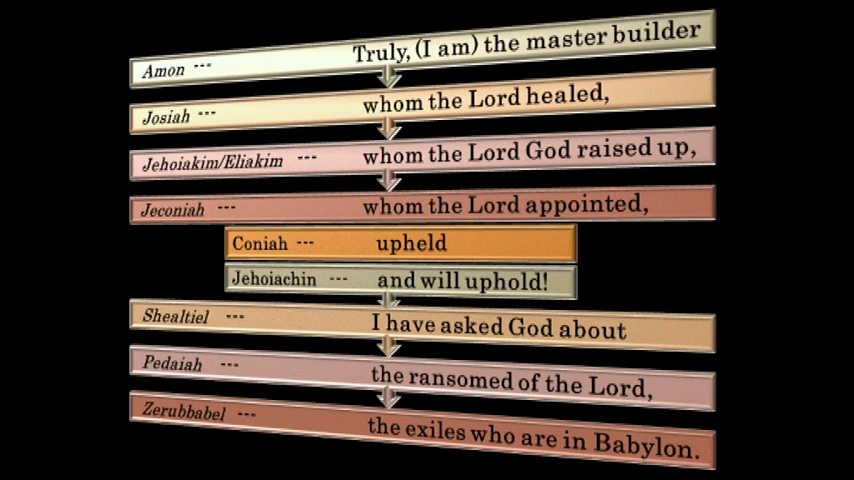 Amon --- Truly, (I am) the master builder
Josiah --- whom the Lord healed,
Jehoiakim/Eliakim --- whom the Lord God raised up,
Jeconiah --- whom the Lord appointed,
Coniah --- upheld
Jehoiachin --- and will uphold!
Shealtiel --- I have asked God about
Pedaiah --- the ransomed of the Lord,
Zerubbabel --- the exiles who are in Babylon.